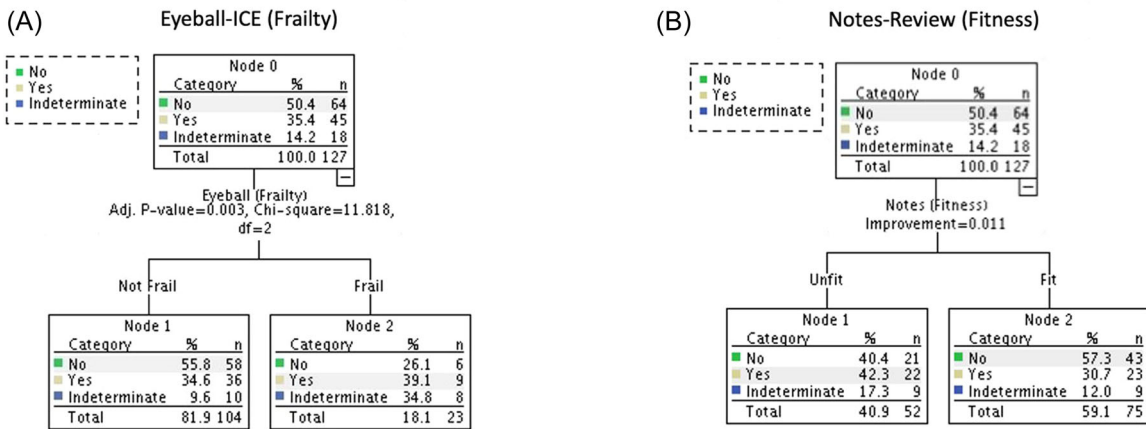 (A)
Eyeball-ICE (Frailty)
No
Yes
Indeterminate
Node 0
Category % n
No 50.4 64
Yes 35.4 45
Indeterminate 14.2 18
Total 100.0 127
Eyeball (Frailty)
Adj. P-value=0.003, Chi-square=11.818,
df=2
Not Frail
Frail
Node 1
Category % n
No 55.8 58
Yes 34.6 36
Indeterminate 9.6 10
Total 81.9 104
Node 2
Category % n
No 26.1 6
Yes 39.1 9
Indeterminate 34.8 8
Total 18.1 23
(B)
Notes-Review (Fitness)
No
Yes
Indeterminate
Node 0
Category % n
No 50.4 64
Yes 35.4 45
Indeterminate 14.2 18
Total 100.0 127
Notes (Fitness)
Improvement=0.011
Unfit
Fit
Node 1
Category % n
No 40.4 21
Yes 42.3 22
Indeterminate 17.3 9
Total 40.9 52
Node 2
Category % n
No 57.3 43
Yes 30.7 23
Indeterminate 12.0 9
Total 59.1 75